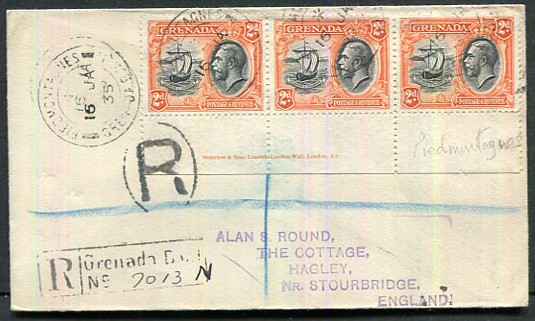 GRENADA 2d GRENADA 2d GRENADA 2d
2d POSTAGE & REVENUE 2d POSTAGE & REVENUE 2d POSTAGE & REVENUE
16 JA
35
Waterlow & Sons Limited, London Wall, London, E.C.
Piedmontagnes
R
ALAN S. ROUND,
THE COTTAGE,
HAGLEY,
NR. STOURBRIDGE,
ENGLAND.
R Grenada B.W.I.
No 7013 N